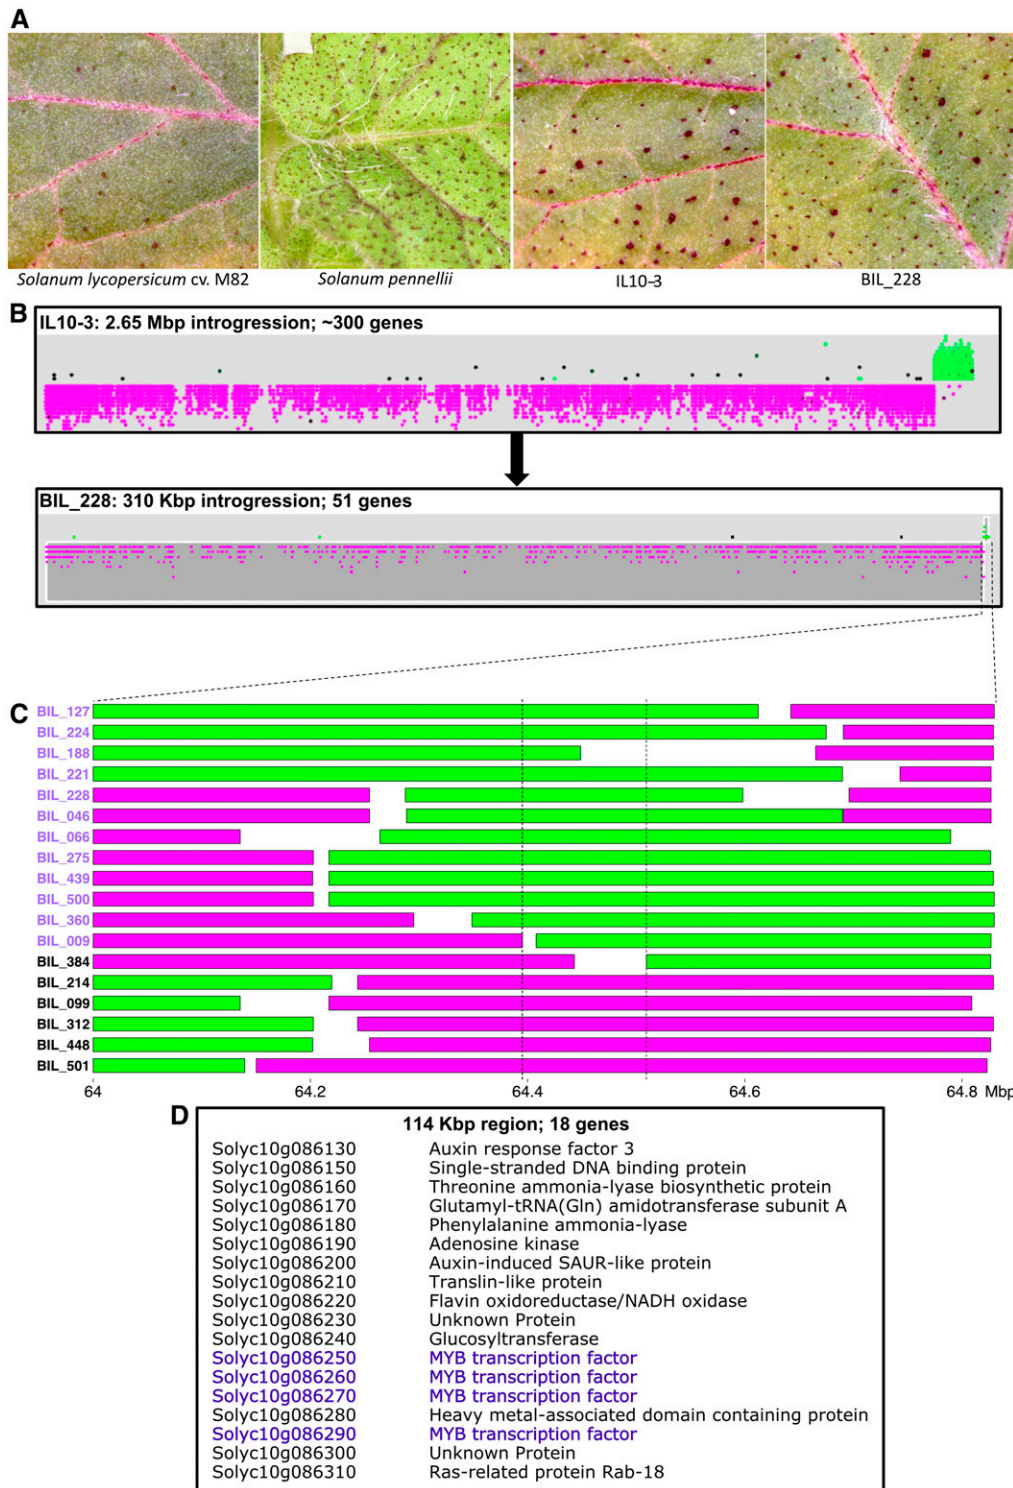 A
Solanum lycopersicum cv. M82
Solanum pennellii
IL10-3
BIL_228
B
IL10-3: 2.65 Mbp introgression; ~300 genes
BIL_228: 310 Kbp introgression; 51 genes
C
BIL_127
BIL_224
BIL_188
BIL_221
BIL_228
BIL_046
BIL_066
BIL_275
BIL_439
BIL_500
BIL_360
BIL_009
BIL_384
BIL_214
BIL_099
BIL_312
BIL_448
BIL_501
64 64.2 64.4 64.6 64.8 Mbp
D
114 Kbp region; 18 genes
Solyc10g086130 Auxin response factor 3
Solyc10g086150 Single-stranded DNA binding protein
Solyc10g086160 Threonine ammonia-lyase biosynthetic protein
Solyc10g086170 Glutamyl-tRNA(Gln) amidotransferase subunit A
Solyc10g086180 Phenylalanine ammonia-lyase
Solyc10g086190 Adenosine kinase
Solyc10g086200 Auxin-induced SAUR-like protein
Solyc10g086210 Translin-like protein
Solyc10g086220 Flavin oxidoreductase/NADH oxidase
Solyc10g086230 Unknown Protein
Solyc10g086240 Glucosyltransferase
Solyc10g086250 MYB transcription factor
Solyc10g086260 MYB transcription factor
Solyc10g086270 MYB transcription factor
Solyc10g086280 Heavy metal-associated domain containing protein
Solyc10g086290 MYB transcription factor
Solyc10g086300 Unknown Protein
Solyc10g086310 Ras-related protein Rab-18